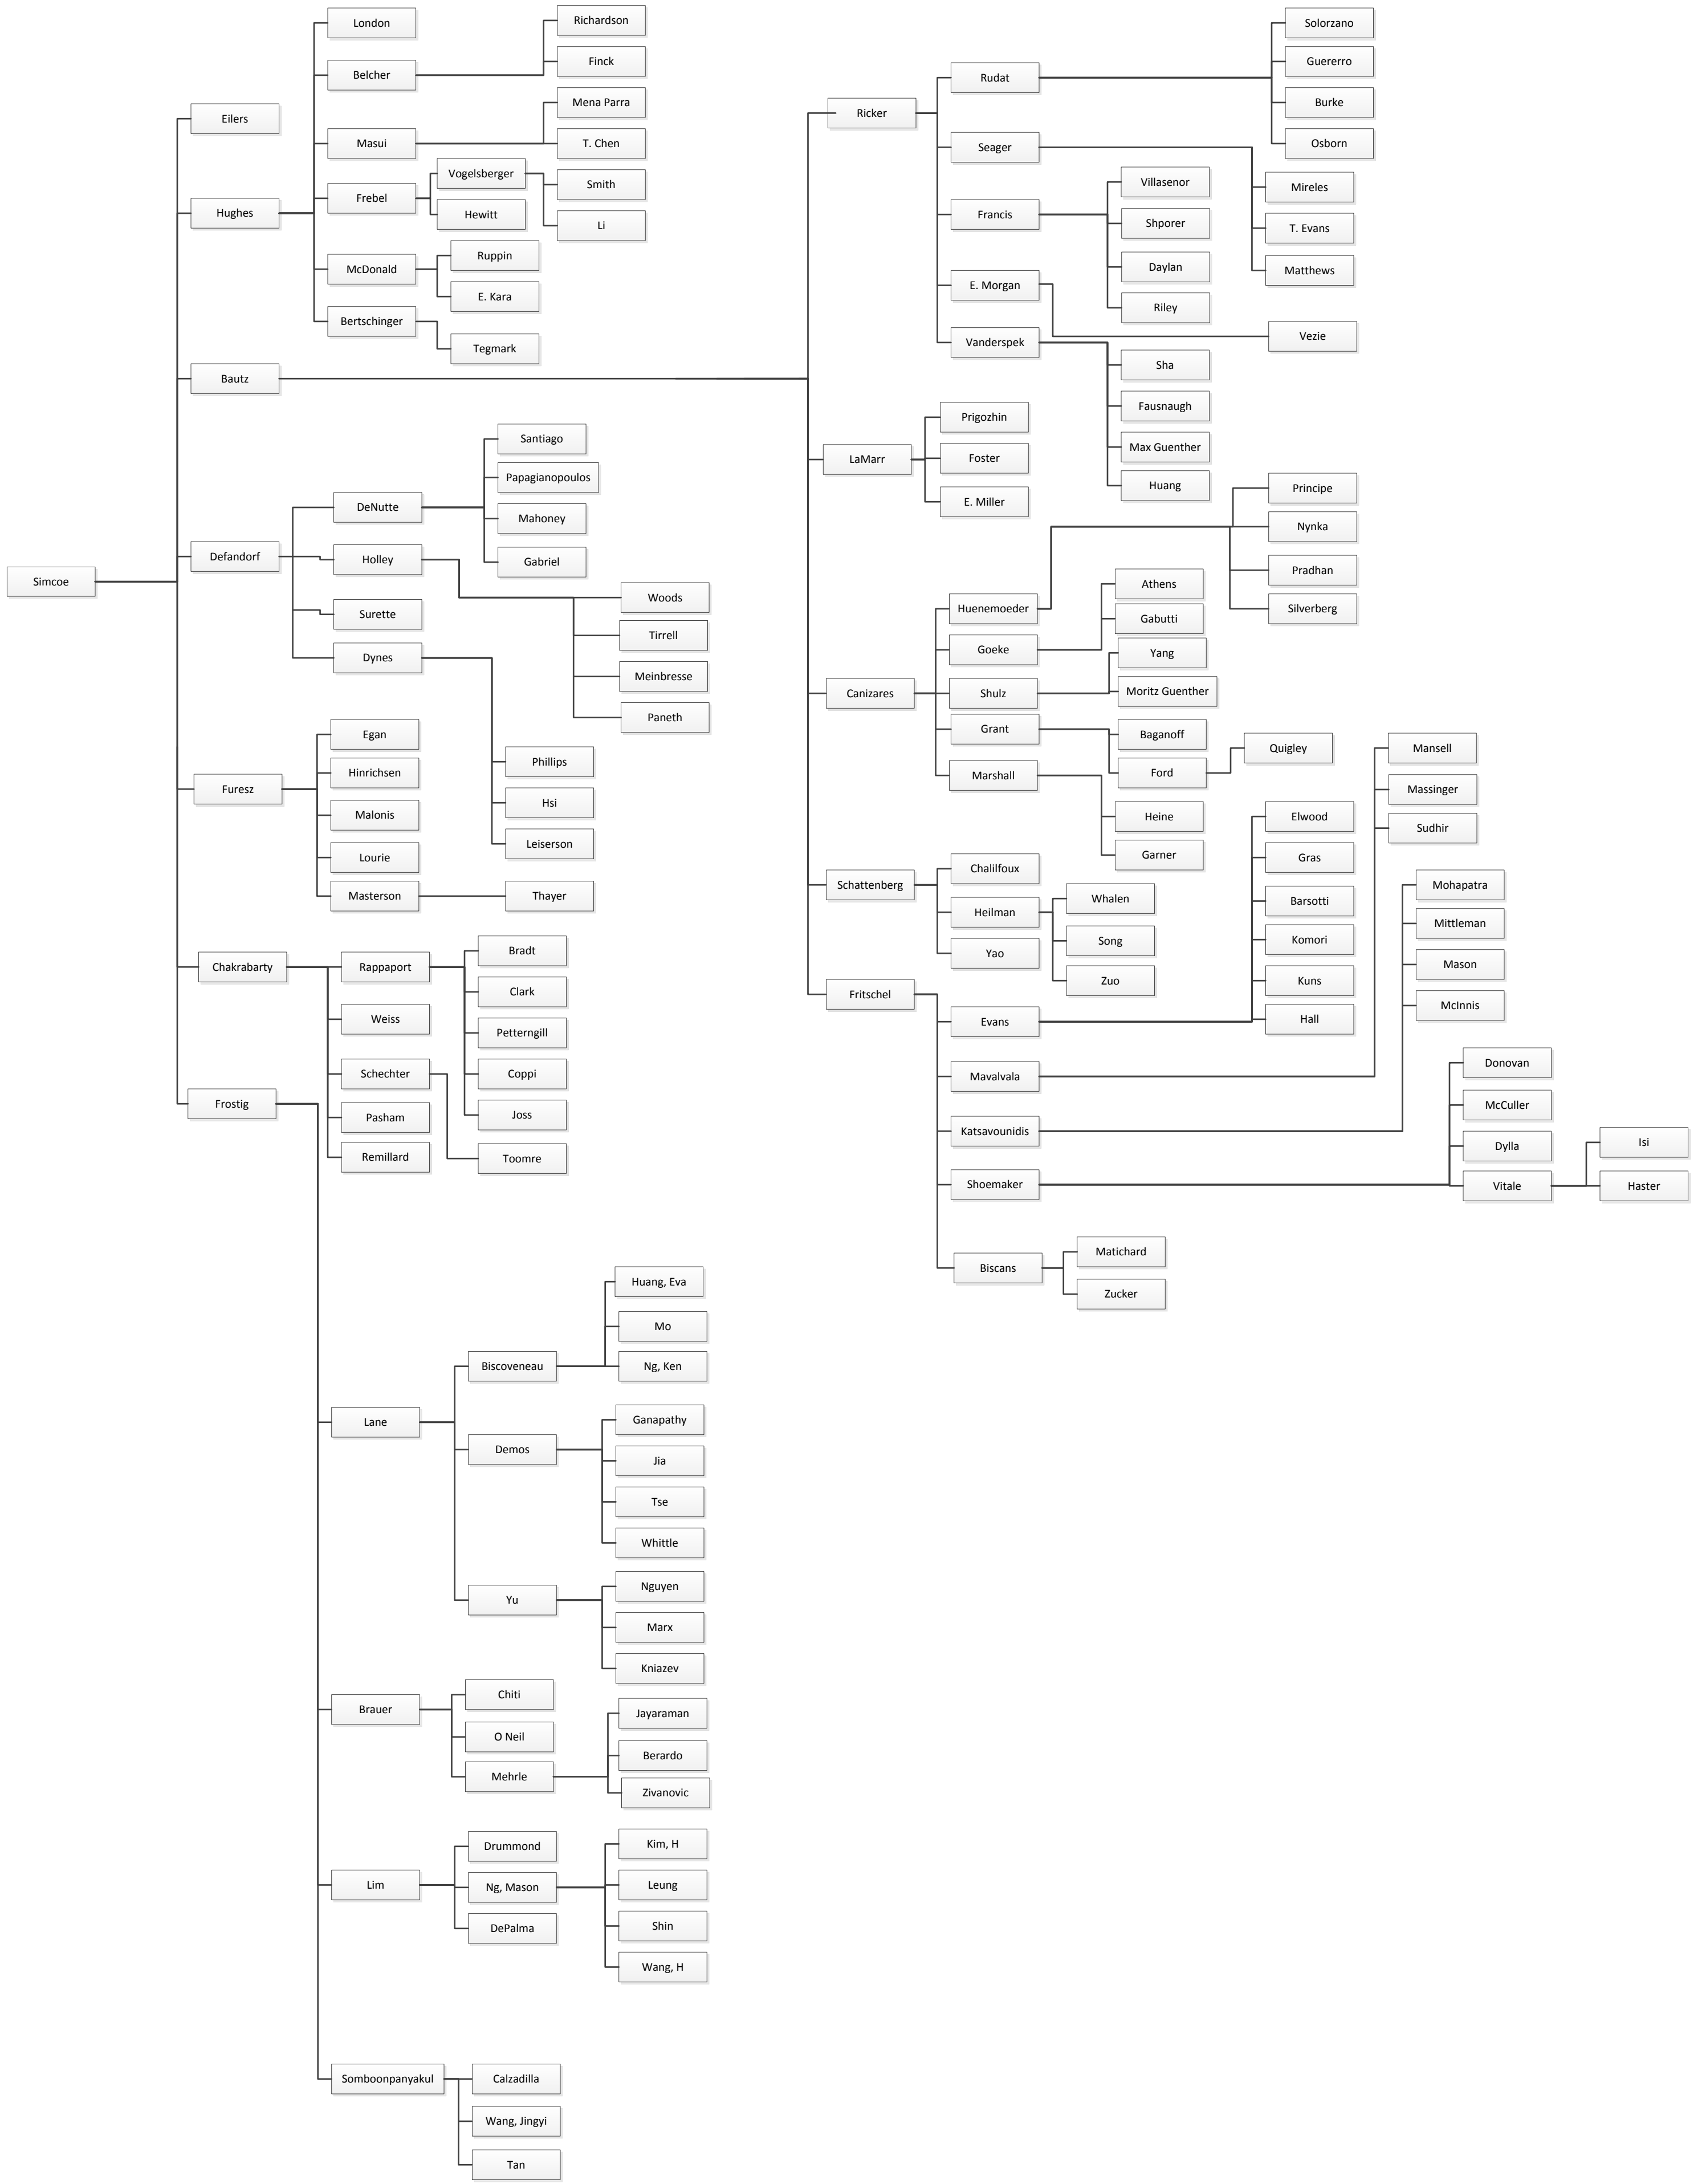 Simcoe
Eilers
Hughes
London
Belcher
Richardson
Finck
Masui
Mena Parra
T. Chen
Frebel
Vogelsberger
Smith
Li
Hewitt
McDonald
Ruppin
E. Kara
Bertschinger
Tegmark
Bautz
Ricker
Rudat
Solorzano
Guererro
Burke
Osborn
Seager
Mireles
T. Evans
Matthews
Francis
Villasenor
Shporer
Daylan
Riley
E. Morgan
Vezie
Vanderspek
Sha
Fausnaugh
Max Guenther
Huang
LaMarr
Prigozhin
Foster
E. Miller
Canizares
Huenemoeder
Principe
Nynka
Pradhan
Silverberg
Goeke
Athens
Gabutti
Shulz
Yang
Moritz Guenther
Grant
Baganoff
Ford
Quigley
Marshall
Heine
Garner
Schattenberg
Chalilfoux
Heilman
Whalen
Song
Zuo
Yao
Fritschel
Evans
Elwood
Gras
Barsotti
Komori
Kuns
Hall
Mavalvala
Mansell
Massinger
Sudhir
Katsavounidis
Mohapatra
Mittleman
Mason
McInnis
Shoemaker
Donovan
McCuller
Dylla
Vitale
Isi
Haster
Biscans
Matichard
Zucker
Defandorf
DeNutte
Santiago
Papagianopoulos
Mahoney
Gabriel
Holley
Woods
Tirrell
Meinbresse
Paneth
Surette
Dynes
Phillips
Hsi
Leiserson
Furesz
Egan
Hinrichsen
Malonis
Lourie
Masterson
Thayer
Chakrabarty
Rappaport
Bradt
Clark
Petterngill
Coppi
Joss
Weiss
Schechter
Toomre
Pasham
Remillard
Frostig
Lane
Biscoveneau
Huang, Eva
Mo
Ng, Ken
Demos
Ganapathy
Jia
Tse
Whittle
Yu
Nguyen
Marx
Kniazev
Brauer
Chiti
O Neil
Mehrle
Jayaraman
Berardo
Zivanovic
Lim
Drummond
Ng, Mason
Kim, H
Leung
Shin
Wang, H
DePalma
Somboonpanyakul
Calzadilla
Wang, Jingyi
Tan